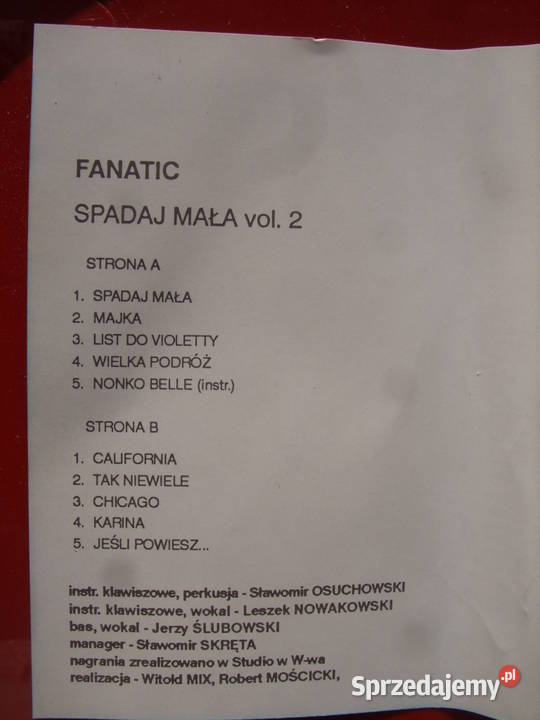 FANATIC
SPADAJ MAŁA vol. 2
STRONA A
1. SPADAJ MAŁA
2. MAJKA
3. LIST DO VIOLETTY
4. WIELKA PODRÓŻ
5. NONKO BELLE (instr.)
STRONA B
1. CALIFORNIA
2. TAK NIEWIELE
3. CHICAGO
4. KARINA
5. JEŚLI POWIESZ...
instr. klawiszowe, perkusja - Sławomir OSUCHOWSKI
instr. klawiszowe, wokal - Leszek NOWAKOWSKI
bas, wokal - Jerzy ŚLUBOWSKI
manager - Sławomir SKRĘTA
nagrania zrealizowano w Studio w W-wa
realizacja - Witold MIX, Robert MOŚCICKI,
Sprzedajemy.pl